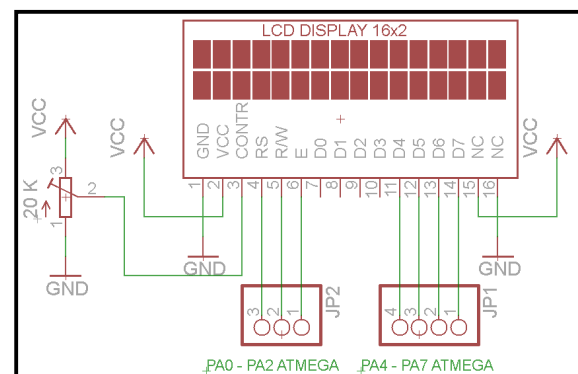 LCD DISPLAY 16x2
GND
VCC
CONTR
RS
R/W
E
D0
D1
D2
D3
D4
D5
D6
D7
NC
NC
1
2
3
4
5
6
7
8
9
10
11
12
13
14
15
16
VCC
VCC
VCC
20 K
3
2
1
GND
GND
GND
3
2
1
JP2
4
3
2
1
JP1
PA0 - PA2 ATMEGA
PA4 - PA7 ATMEGA